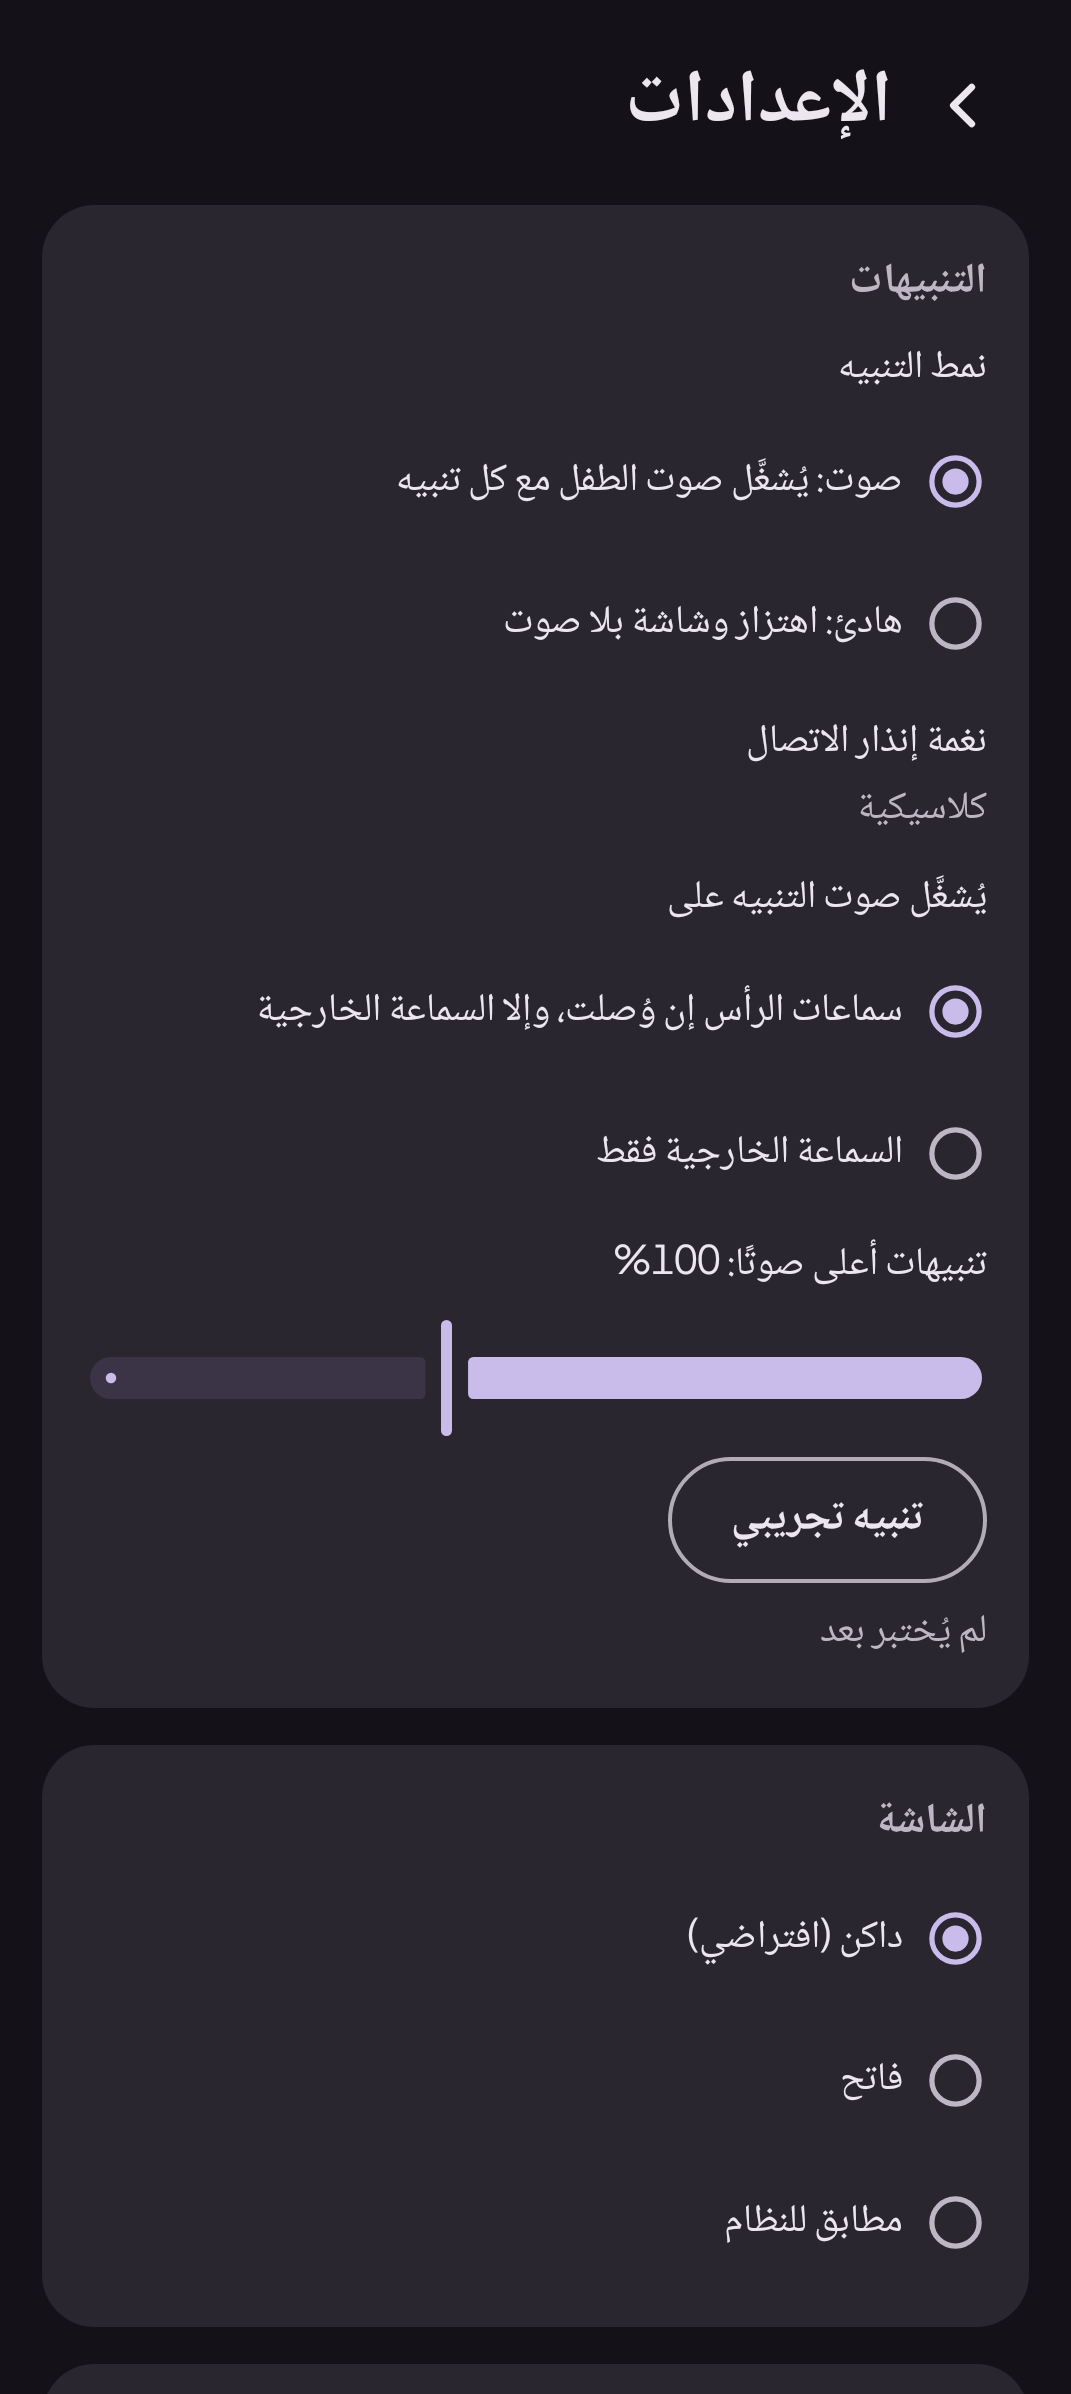 الإعدادات
التنبيهات
نمط التنبيه
صوت: يُشغَّل صوت الطفل مع كل تنبيه
هادئ: اهتزاز وشاشة بلا صوت
نغمة إنذار الاتصال
كلاسيكية
يُشغَّل صوت التنبيه على
سماعات الرأس إن وُصلت، وإلا السماعة الخارجية
السماعة الخارجية فقط
تنبيهات أعلى صوتًا: 100%
تنبيه تجريبي
لم يُختبر بعد
الشاشة
داكن (افتراضي)
فاتح
مطابق للنظام